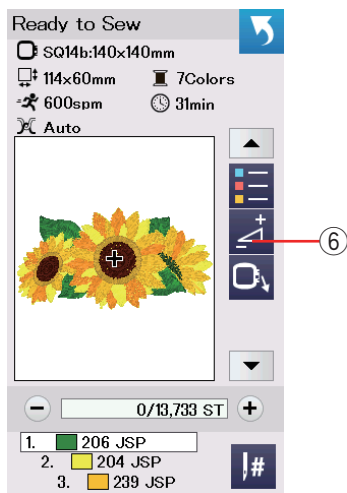 Ready to Sew
SQ14b:140x140mm
114x60mm 7Colors
600spm 31min
Auto
⑥
0/13,733 ST
1. 206 JSP
2. 204 JSP
3. 239 JSP
#